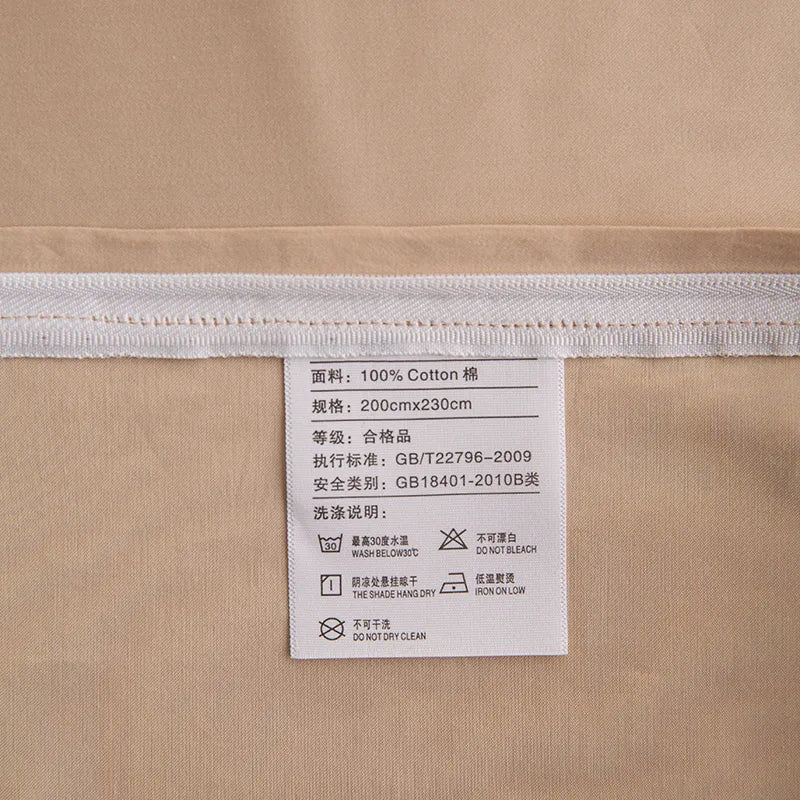 面料：100% Cotton 棉
规格：200cmx230cm
等级：合格品
执行标准：GB/T22796-2009
安全类别：GB18401-2010B类
洗涤说明：
30 最高30度水温
WASH BELOW30℃
不可漂白
DO NOT BLEACH
阴凉处悬挂晾干
THE SHADE HANG DRY
低温熨烫
IRON ON LOW
不可干洗
DO NOT DRY CLEAN